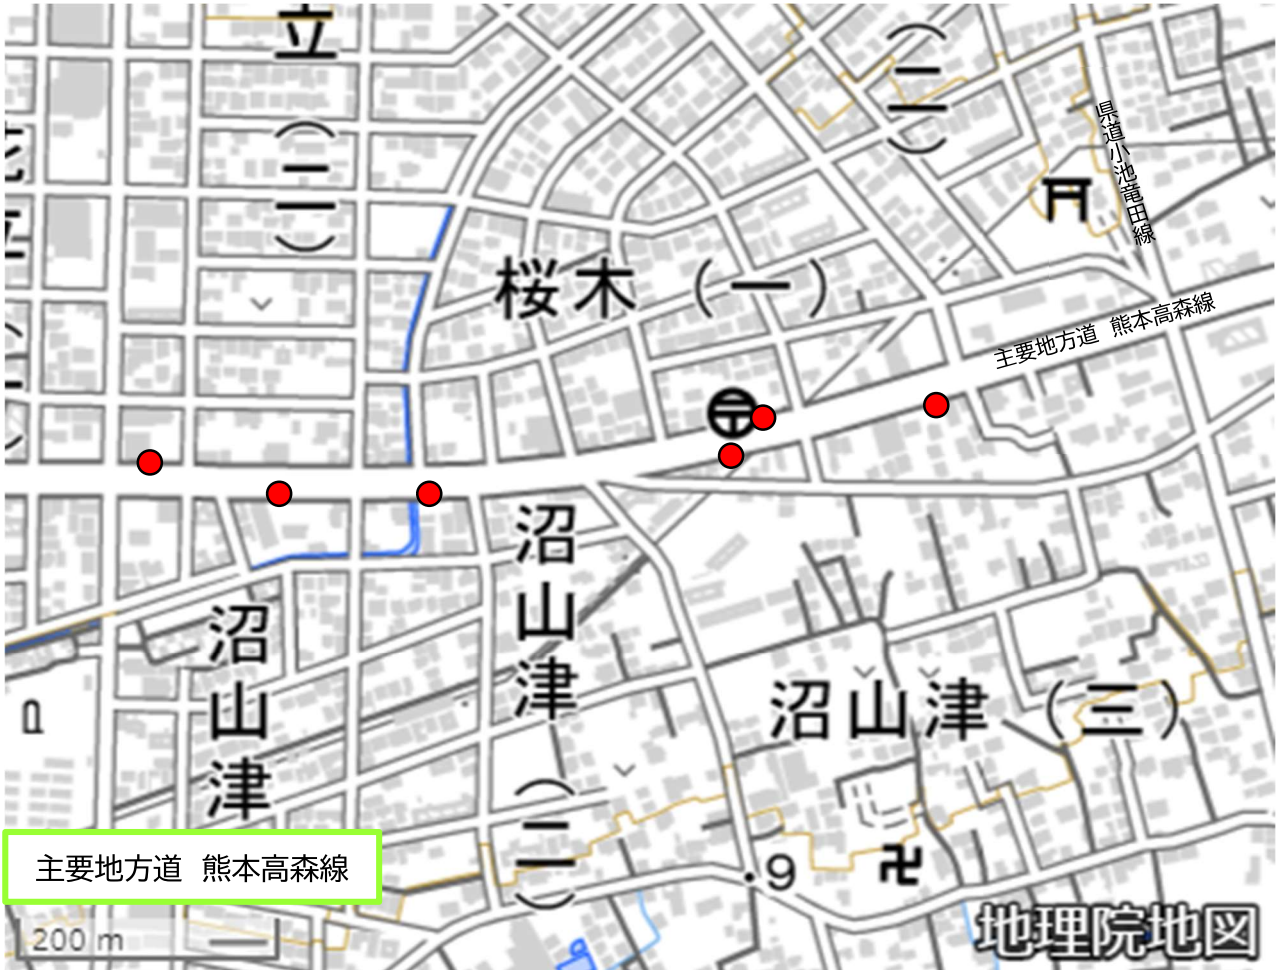 立(二)
(二)
県道小池竜田線
桜木(一)
主要地方道 熊本高森線
沼山津
(二)
沼山津
沼山津(三)
主要地方道 熊本高森線
9
200 m
地理院地図